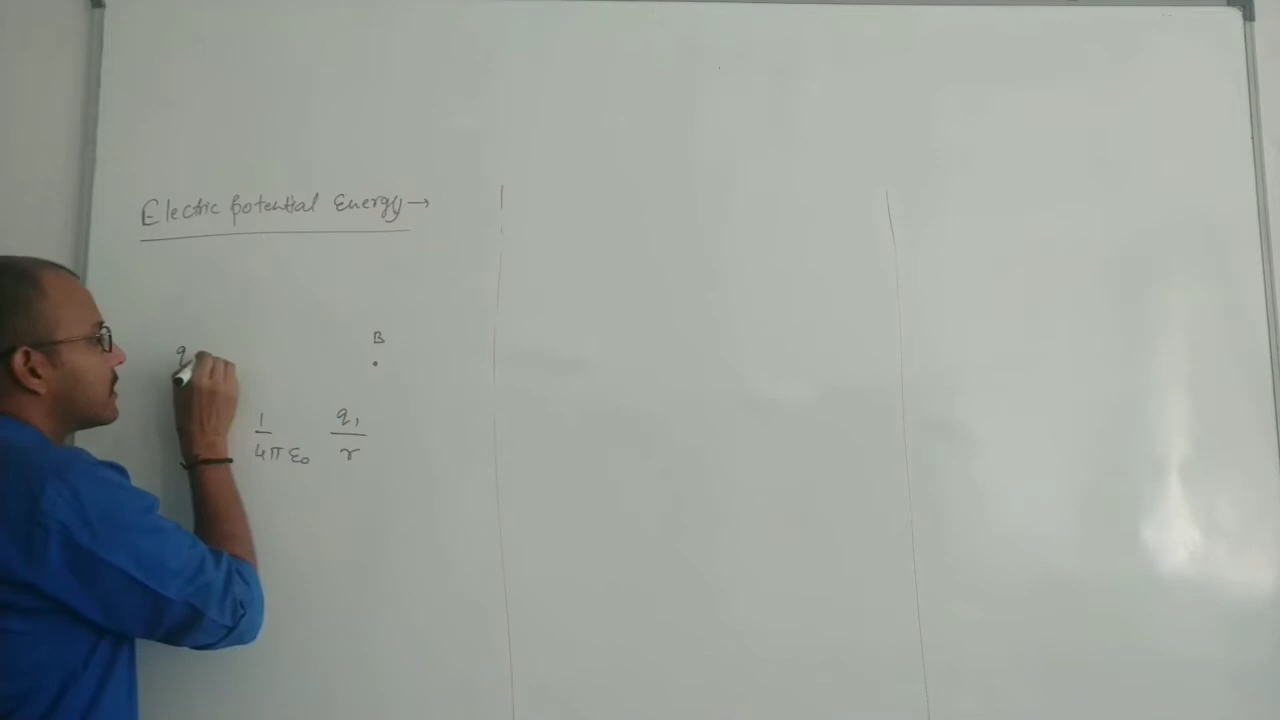 Electric potential Energy →
B
q
1/4πε₀ q₁/r